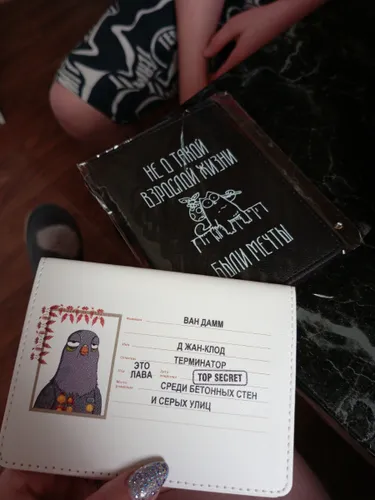 НЕ О ТАКОЙ
ВЗРОСЛОЙ ЖИЗНИ
БЫЛИ МЕЧТЫ
ВАН ДАММ
Д ЖАН-КЛОД
ТЕРМИНАТОР
ЭТО
ЛАВА
TOP SECRET
СРЕДИ БЕТОННЫХ СТЕН
И СЕРЫХ УЛИЦ